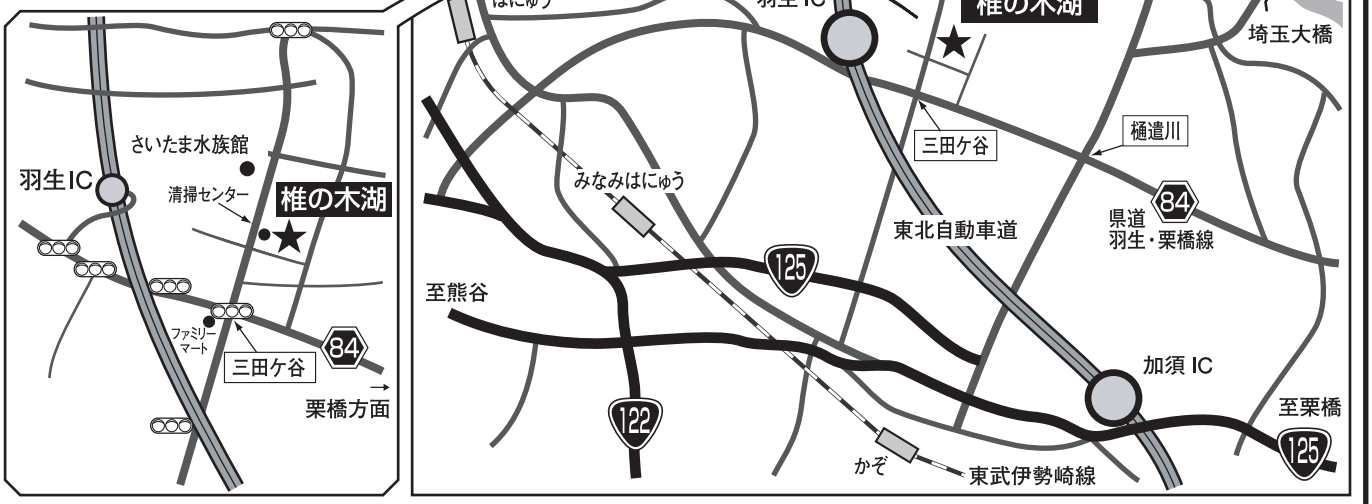 さいたま水族館
羽生IC
清掃センター
椎の木湖
ファミリー
マート
三田ケ谷
84
→
栗橋方面
はにゅう
羽生IC
椎の木湖
埼玉大橋
三田ケ谷
樋遣川
みなみはにゅう
84
県道
羽生・栗橋線
東北自動車道
125
至熊谷
加須 IC
122
至栗橋
125
かぞ
東武伊勢崎線